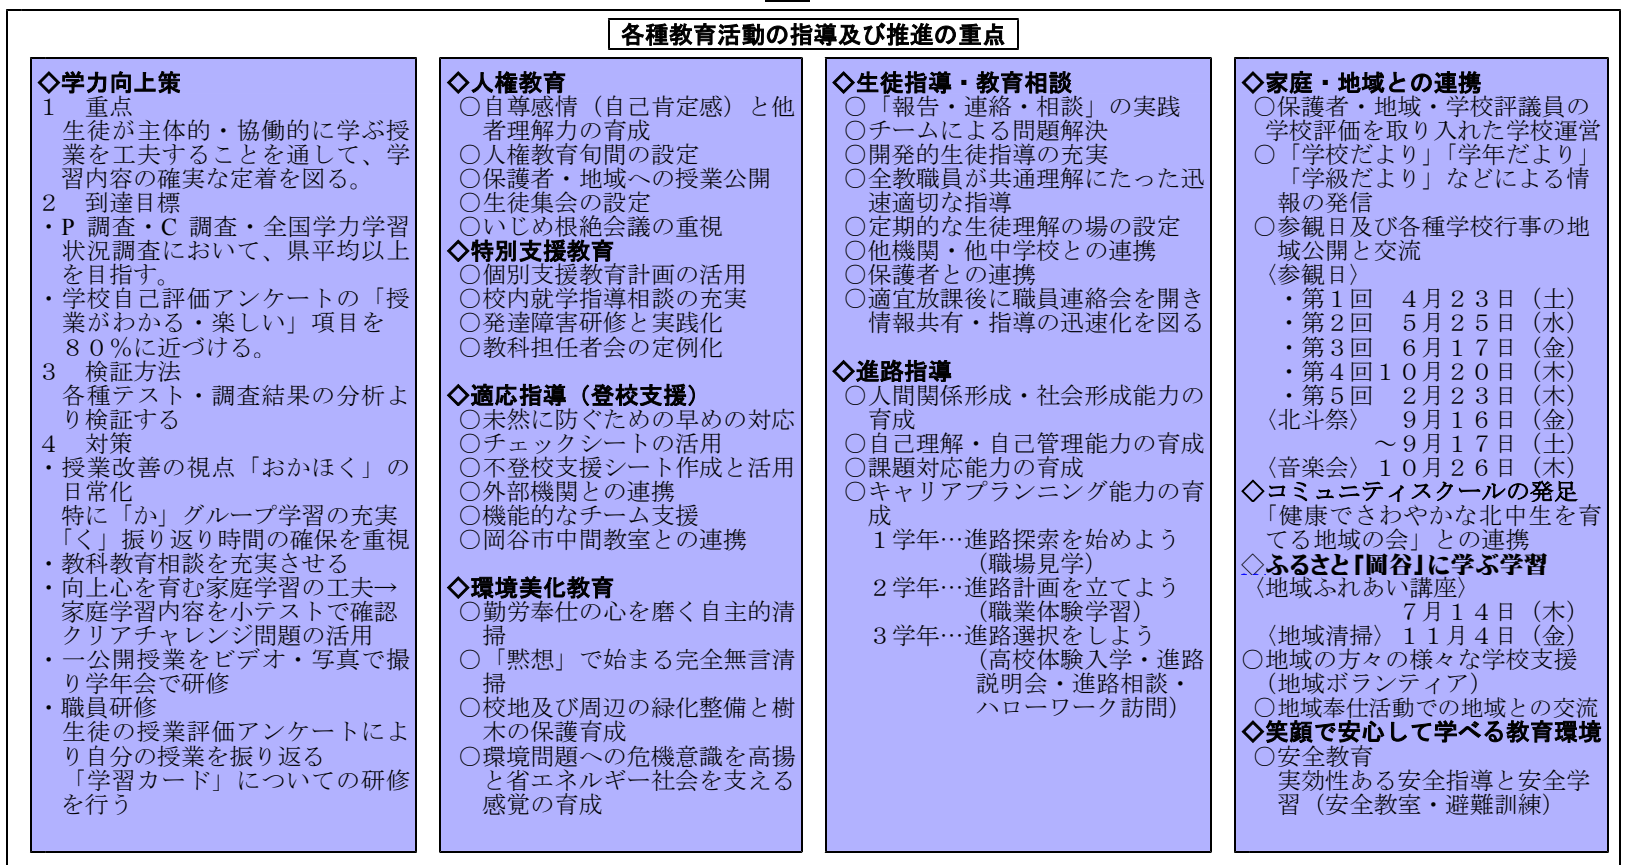 各種教育活動の指導及び推進の重点
◇学力向上策
１　重点
生徒が主体的・協働的に学ぶ授
業を工夫することを通して、学
習内容の確実な定着を図る。
２　到達目標
・P 調査・C 調査・全国学力学習
状況調査において、県平均以上
を目指す。
・学校自己評価アンケートの「授
業がわかる・楽しい」項目を
８０％に近づける。
３　検証方法
各種テスト・調査結果の分析よ
り検証する
４　対策
・授業改善の視点「おかほく」の
日常化
特に「か」グループ学習の充実
「く」振り返り時間の確保を重視
・教科教育相談を充実させる
・向上心を育む家庭学習の工夫→
家庭学習内容を小テストで確認
クリアチャレンジ問題の活用
・一公開授業をビデオ・写真で撮
り学年会で研修
・職員研修
生徒の授業評価アンケートによ
り自分の授業を振り返る
「学習カード」についての研修
を行う
◇人権教育
○自尊感情（自己肯定感）と他
者理解力の育成
○人権教育旬間の設定
○保護者・地域への授業公開
○生徒集会の設定
○いじめ根絶会議の重視
◇特別支援教育
○個別支援教育計画の活用
○校内就学指導相談の充実
○発達障害研修と実践化
○教科担任者会の定例化
◇適応指導（登校支援）
○未然に防ぐための早めの対応
○チェックシートの活用
○不登校支援シート作成と活用
○外部機関との連携
○機能的なチーム支援
○岡谷市中間教室との連携
◇環境美化教育
○勤労奉仕の心を磨く自主的清
掃
○「黙想」で始まる完全無言清
掃
○校地及び周辺の緑化整備と樹
木の保護育成
○環境問題への危機意識を高揚
と省エネルギー社会を支える
感覚の育成
◇生徒指導・教育相談
○「報告・連絡・相談」の実践
○チームによる問題解決
○開発的生徒指導の充実
○全教職員が共通理解にたった迅
速適切な指導
○定期的な生徒理解の場の設定
○他機関・他中学校との連携
○保護者との連携
○適宜放課後に職員連絡会を開き
情報共有・指導の迅速化を図る
◇進路指導
○人間関係形成・社会形成能力の
育成
○自己理解・自己管理能力の育成
○課題対応能力の育成
○キャリアプランニング能力の育
成
１学年…進路探索を始めよう
（職場見学）
２学年…進路計画を立てよう
（職業体験学習）
３学年…進路選択をしよう
（高校体験入学・進路
説明会・進路相談・
ハローワーク訪問）
◇家庭・地域との連携
○保護者・地域・学校評議員の
学校評価を取り入れた学校運営
○「学校だより」「学年だより」
「学級だより」などによる情
報の発信
○参観日及び各種学校行事の地
域公開と交流
〈参観日〉
・第１回　４月２３日（土）
・第２回　５月２５日（水）
・第３回　６月１７日（金）
・第４回１０月２０日（木）
・第５回　２月２３日（木）
〈北斗祭〉　９月１６日（金）
～９月１７日（土）
〈音楽会〉１０月２６日（木）
◇コミュニティスクールの発足
「健康でさわやかな北中生を育
てる地域の会」との連携
◇ふるさと「岡谷」に学ぶ学習
〈地域ふれあい講座〉
７月１４日（木）
〈地域清掃〉１１月４日（金）
○地域の方々の様々な学校支援
（地域ボランティア）
○地域奉仕活動での地域との交流
◇笑顔で安心して学べる教育環境
○安全教育
実効性ある安全指導と安全学
習（安全教室・避難訓練）